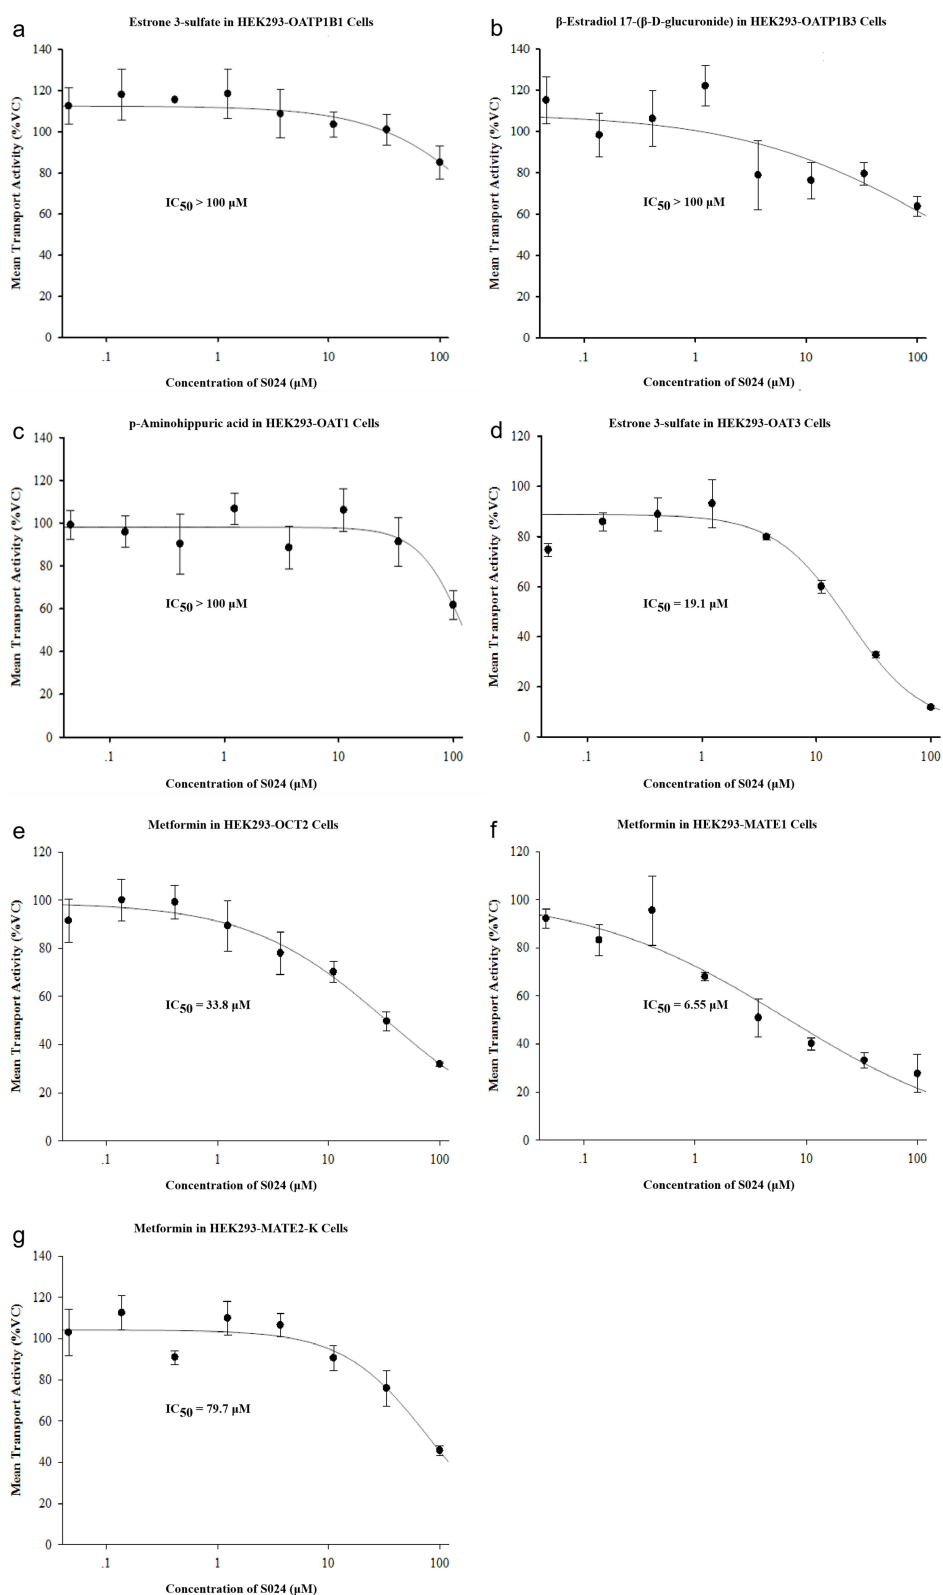 a
Estrone 3-sulfate in HEK293-OATP1B1 Cells
Mean Transport Activity (%VC)
140
120
100
80
60
40
20
0
IC50 > 100 μM
.1 1 10 100
Concentration of S024 (μM)
b
β-Estradiol 17-(β-D-glucuronide) in HEK293-OATP1B3 Cells
Mean Transport Activity (%VC)
140
120
100
80
60
40
20
0
IC50 > 100 μM
.1 1 10 100
Concentration of S024 (μM)
c
p-Aminohippuric acid in HEK293-OAT1 Cells
Mean Transport Activity (%VC)
140
120
100
80
60
40
20
0
IC50 > 100 μM
.1 1 10 100
Concentration of S024 (μM)
d
Estrone 3-sulfate in HEK293-OAT3 Cells
Mean Transport Activity (%VC)
120
100
80
60
40
20
0
IC50 = 19.1 μM
.1 1 10 100
Concentration of S024 (μM)
e
Metformin in HEK293-OCT2 Cells
Mean Transport Activity (%VC)
120
100
80
60
40
20
0
IC50 = 33.8 μM
.1 1 10 100
Concentration of S024 (μM)
f
Metformin in HEK293-MATE1 Cells
Mean Transport Activity (%VC)
120
100
80
60
40
20
0
IC50 = 6.55 μM
.1 1 10 100
Concentration of S024 (μM)
g
Metformin in HEK293-MATE2-K Cells
Mean Transport Activity (%VC)
140
120
100
80
60
40
20
0
IC50 = 79.7 μM
.1 1 10 100
Concentration of S024 (μM)